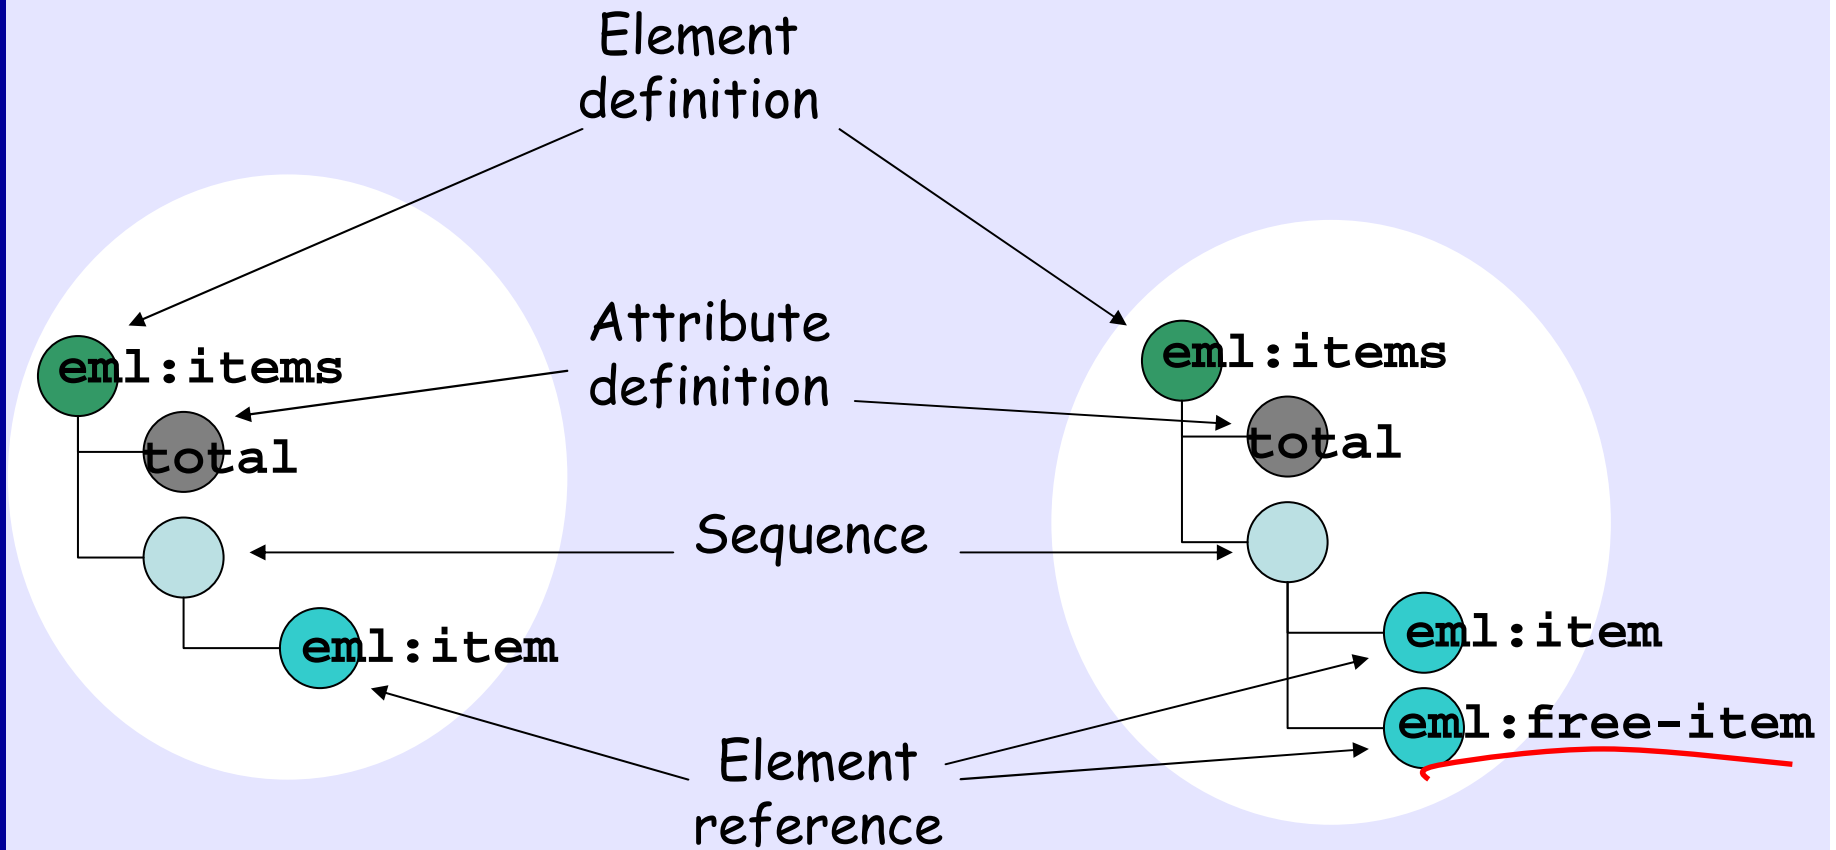 Element
definition
Attribute
definition
eml:items
eml:items
total
total
Sequence
eml:item
eml:item
eml:free-item
Element
reference